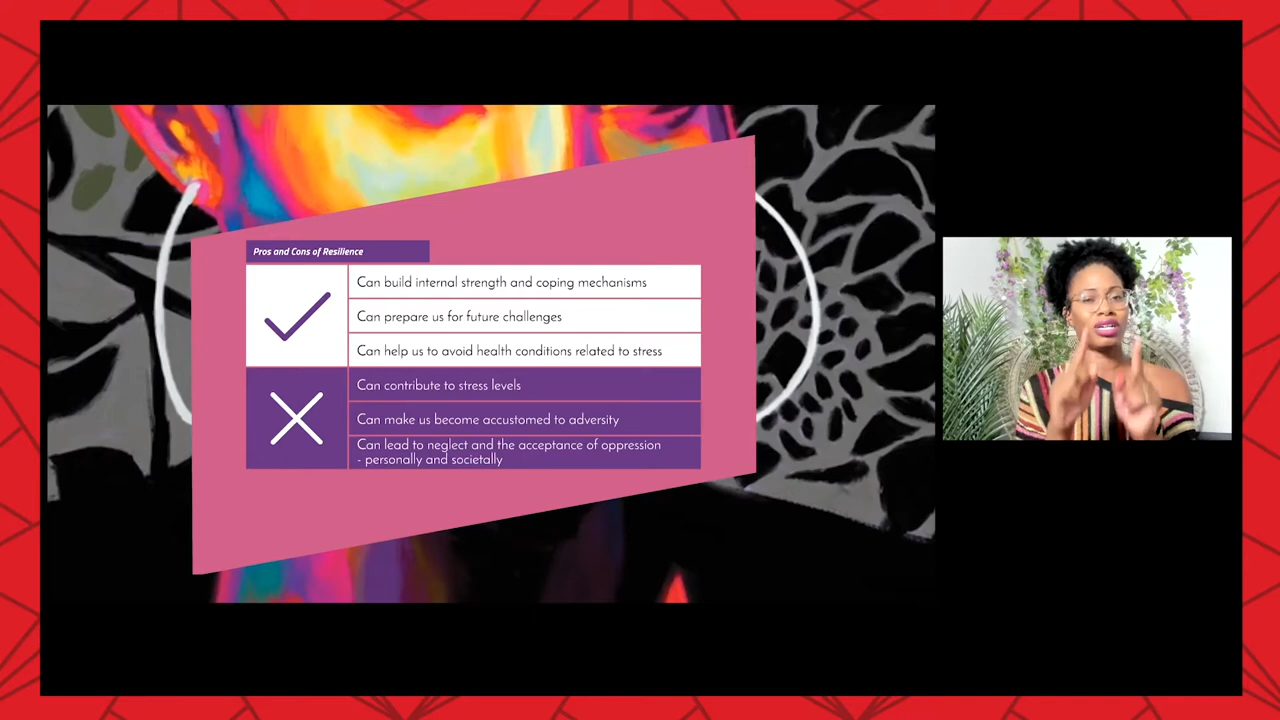 Pros and Cons of Resilience
Can build internal strength and coping mechanisms
Can prepare us for future challenges
Can help us to avoid health conditions related to stress
Can contribute to stress levels
Can make us become accustomed to adversity
Can lead to neglect and the acceptance of oppression
- personally and societally